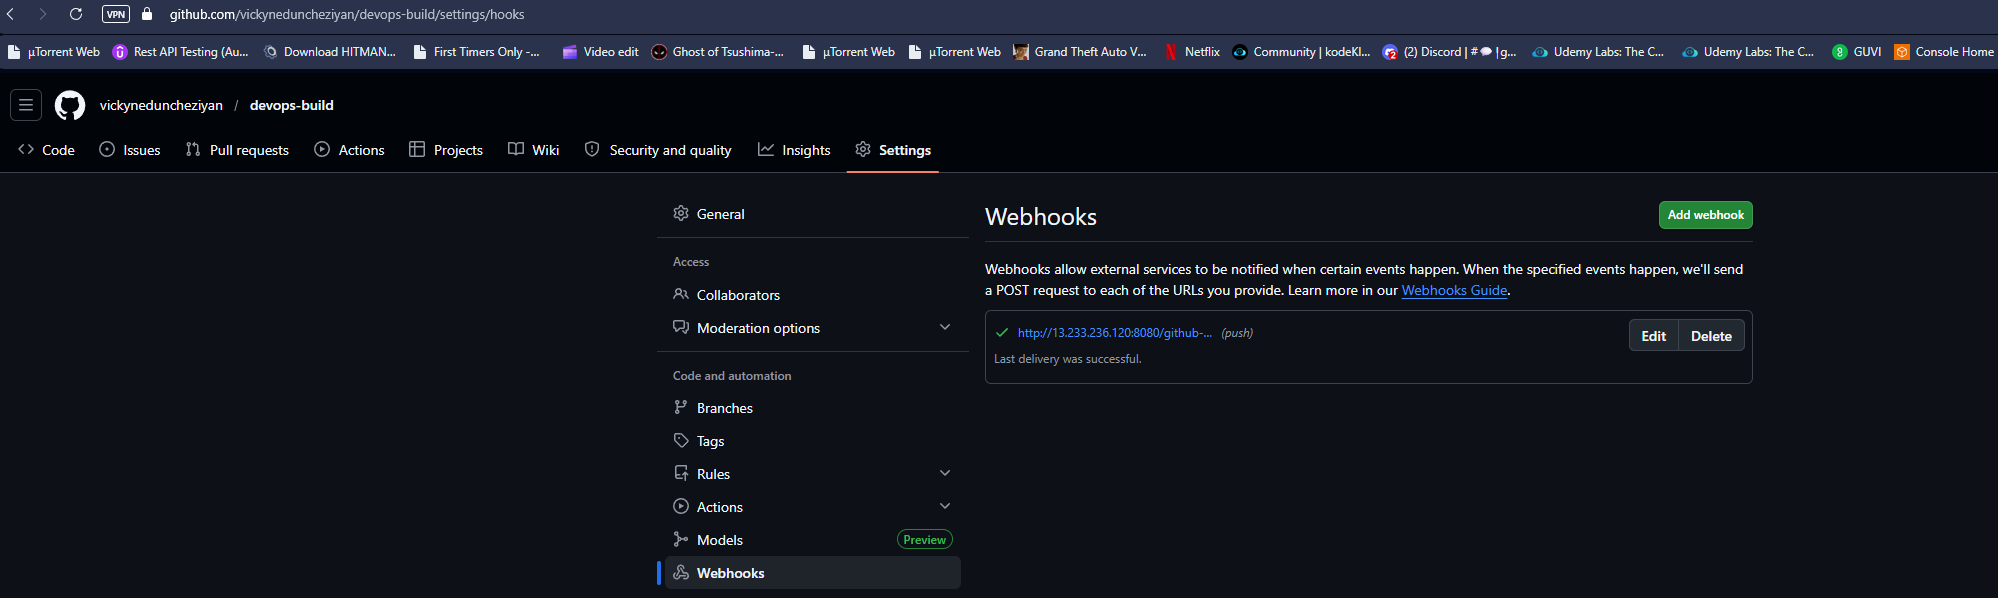 VPN github.com/vickyneduncheziyan/devops-build/settings/hooks
µTorrent Web Rest API Testing (Au... Download HITMAN... First Timers Only -... Video edit Ghost of Tsushima-... µTorrent Web µTorrent Web Grand Theft Auto V... Netflix Community | kodeKl... (2) Discord | # |g... Udemy Labs: The C... Udemy Labs: The C... GUVI Console Home
vickyneduncheziyan / devops-build
Code Issues Pull requests Actions Projects Wiki Security and quality Insights Settings
General
Access
Collaborators
Moderation options
Code and automation
Branches
Tags
Rules
Actions
Models Preview
Webhooks
Webhooks Add webhook
Webhooks allow external services to be notified when certain events happen. When the specified events happen, we'll send
a POST request to each of the URLs you provide. Learn more in our Webhooks Guide.
http://13.233.236.120:8080/github-... (push) Edit Delete
Last delivery was successful.